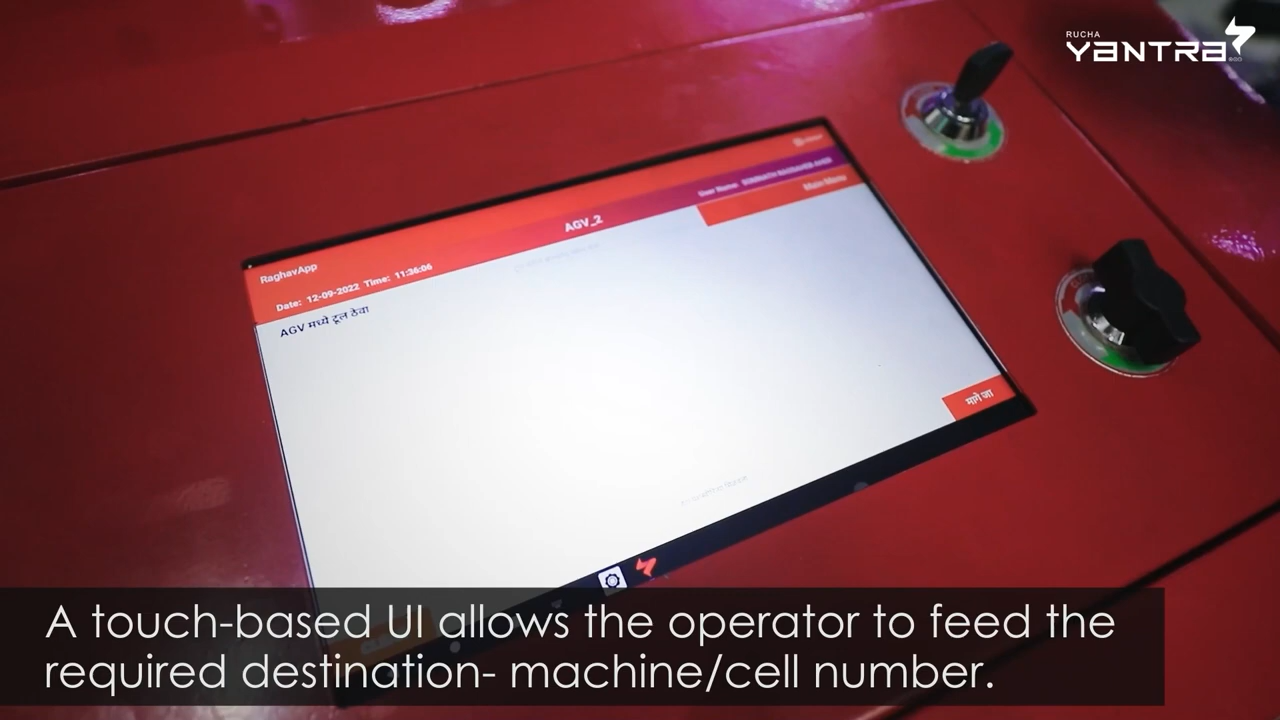 RUCHA
YANTRA
RaghavApp
AGV_2
User Name:
Main Menu
Date: 12-09-2022 Time: 11:36:06
AGV मध्ये टूल ठेवा
मागे जा
A touch-based UI allows the operator to feed the
required destination- machine/cell number.